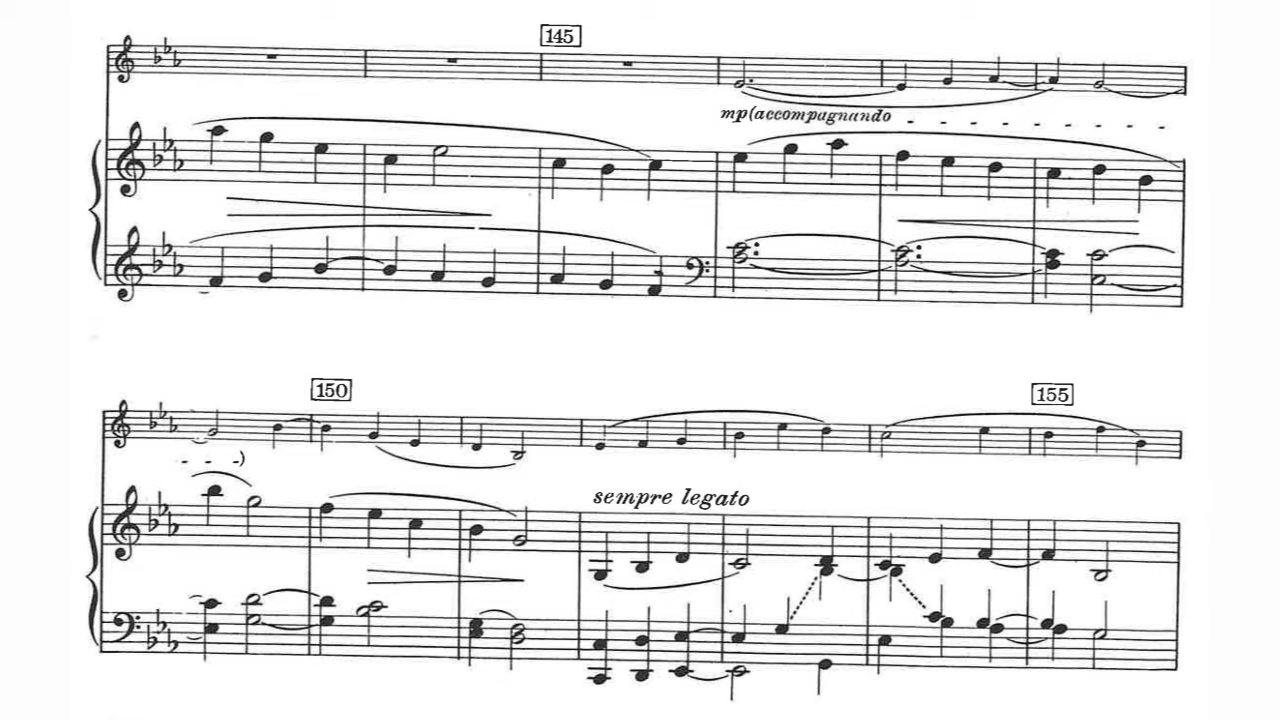 145
mp(accompagnando - - - - - - - - -
150
155
- - -)
sempre legato